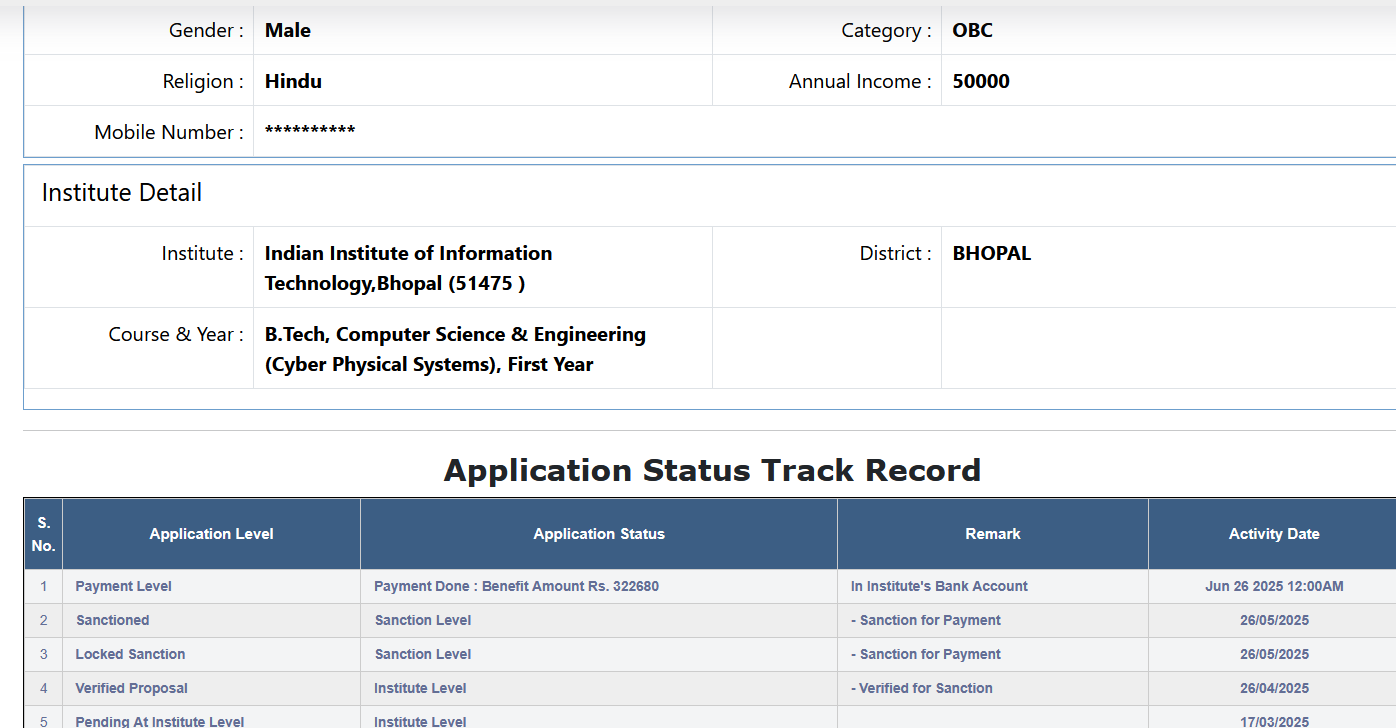 Gender : Male Category : OBC
Religion : Hindu Annual Income : 50000
Mobile Number : **********
Institute Detail
Institute : Indian Institute of Information District : BHOPAL
Technology,Bhopal (51475 )
Course & Year : B.Tech, Computer Science & Engineering
(Cyber Physical Systems), First Year
Application Status Track Record
S. No. Application Level Application Status Remark Activity Date
1 Payment Level Payment Done : Benefit Amount Rs. 322680 In Institute's Bank Account Jun 26 2025 12:00AM
2 Sanctioned Sanction Level - Sanction for Payment 26/05/2025
3 Locked Sanction Sanction Level - Sanction for Payment 26/05/2025
4 Verified Proposal Institute Level - Verified for Sanction 26/04/2025
5 Pending At Institute Level Institute Level 17/03/2025